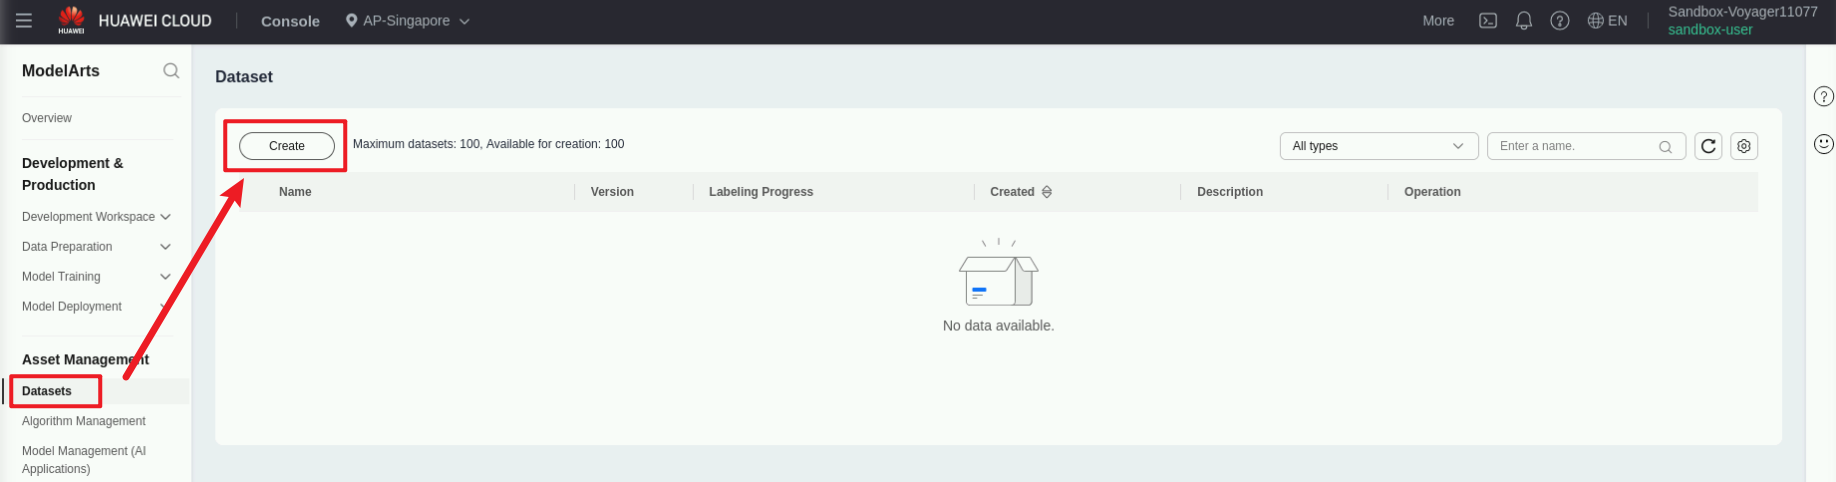 HUAWEI
HUAWEI CLOUD
Console
AP-Singapore
More
EN
Sandbox-Voyager11077
sandbox-user
ModelArts
Overview
Development &
Production
Development Workspace
Data Preparation
Model Training
Model Deployment
Asset Management
Datasets
Algorithm Management
Model Management (AI
Applications)
Dataset
Create
Maximum datasets: 100, Available for creation: 100
All types
Enter a name.
Name
Version
Labeling Progress
Created
Description
Operation
No data available.